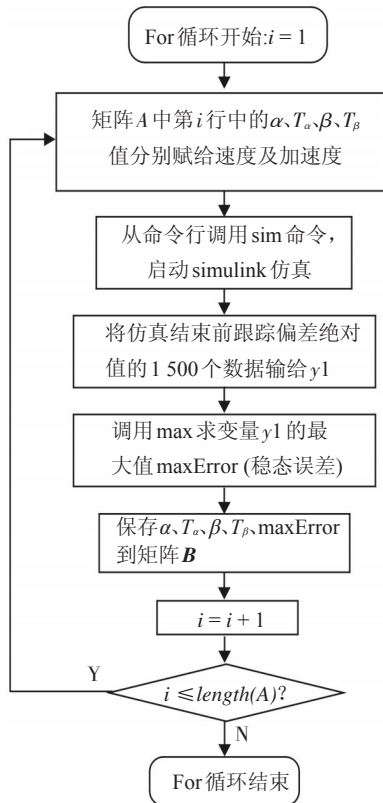 For循环开始:i = 1
矩阵A中第i行中的α、Tα、β、Tβ
值分别赋给速度及加速度
从命令行调用sim命令,
启动simulink仿真
将仿真结束前跟踪偏差绝对
值的1 500个数据输给y1
调用max求变量y1的最
大值maxError (稳态误差)
保存α、Tα、β、Tβ、maxError
到矩阵B
i = i + 1
Y
i ≤length(A)?
N
For循环结束